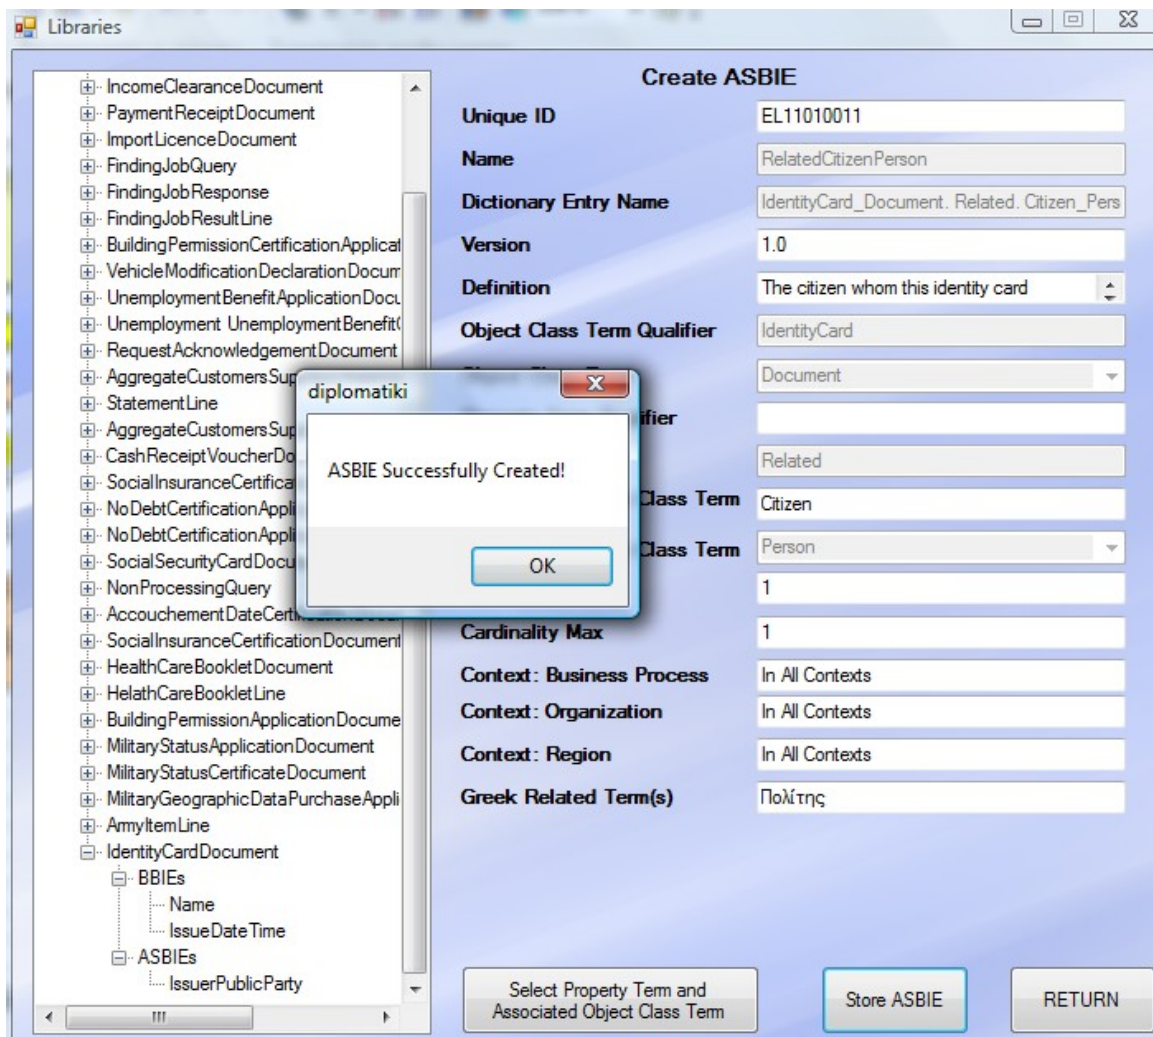 Libraries
IncomeClearanceDocument
PaymentReceiptDocument
ImportLicenceDocument
FindingJobQuery
FindingJobResponse
FindingJobResultLine
BuildingPermissionCertificationApplicat
VehicleModificationDeclarationDocum
UnemploymentBenefitApplicationDocu
Unemployment UnemploymentBenefit(
RequestAcknowledgementDocument
AggregateCustomersSup
StatementLine
AggregateCustomersSup
CashReceiptVoucherDo
SocialInsuranceCertifica
NoDebtCertificationAppli
NoDebtCertificationAppli
SocialSecurityCardDocu
NonProcessingQuery
AccouchementDateCert
SocialInsuranceCertificationDocument
HealthCareBookletDocument
HelathCareBookletLine
BuildingPermissionApplicationDocume
MilitaryStatusApplicationDocument
MilitaryStatusCertificateDocument
MilitaryGeographicDataPurchaseAppli
ArmyItemLine
IdentityCardDocument
BBIEs
Name
IssueDateTime
ASBIEs
IssuerPublicParty
Create ASBIE
Unique ID EL11010011
Name RelatedCitizenPerson
Dictionary Entry Name IdentityCard_Document. Related. Citizen_Pers
Version 1.0
Definition The citizen whom this identity card
Object Class Term Qualifier IdentityCard
Document
ifier
Related
Class Term Citizen
Class Term Person
1
Cardinality Max 1
Context: Business Process In All Contexts
Context: Organization In All Contexts
Context: Region In All Contexts
Greek Related Term(s) Πολίτης
diplomatiki
ASBIE Successfully Created!
OK
Select Property Term and
Associated Object Class Term
Store ASBIE
RETURN